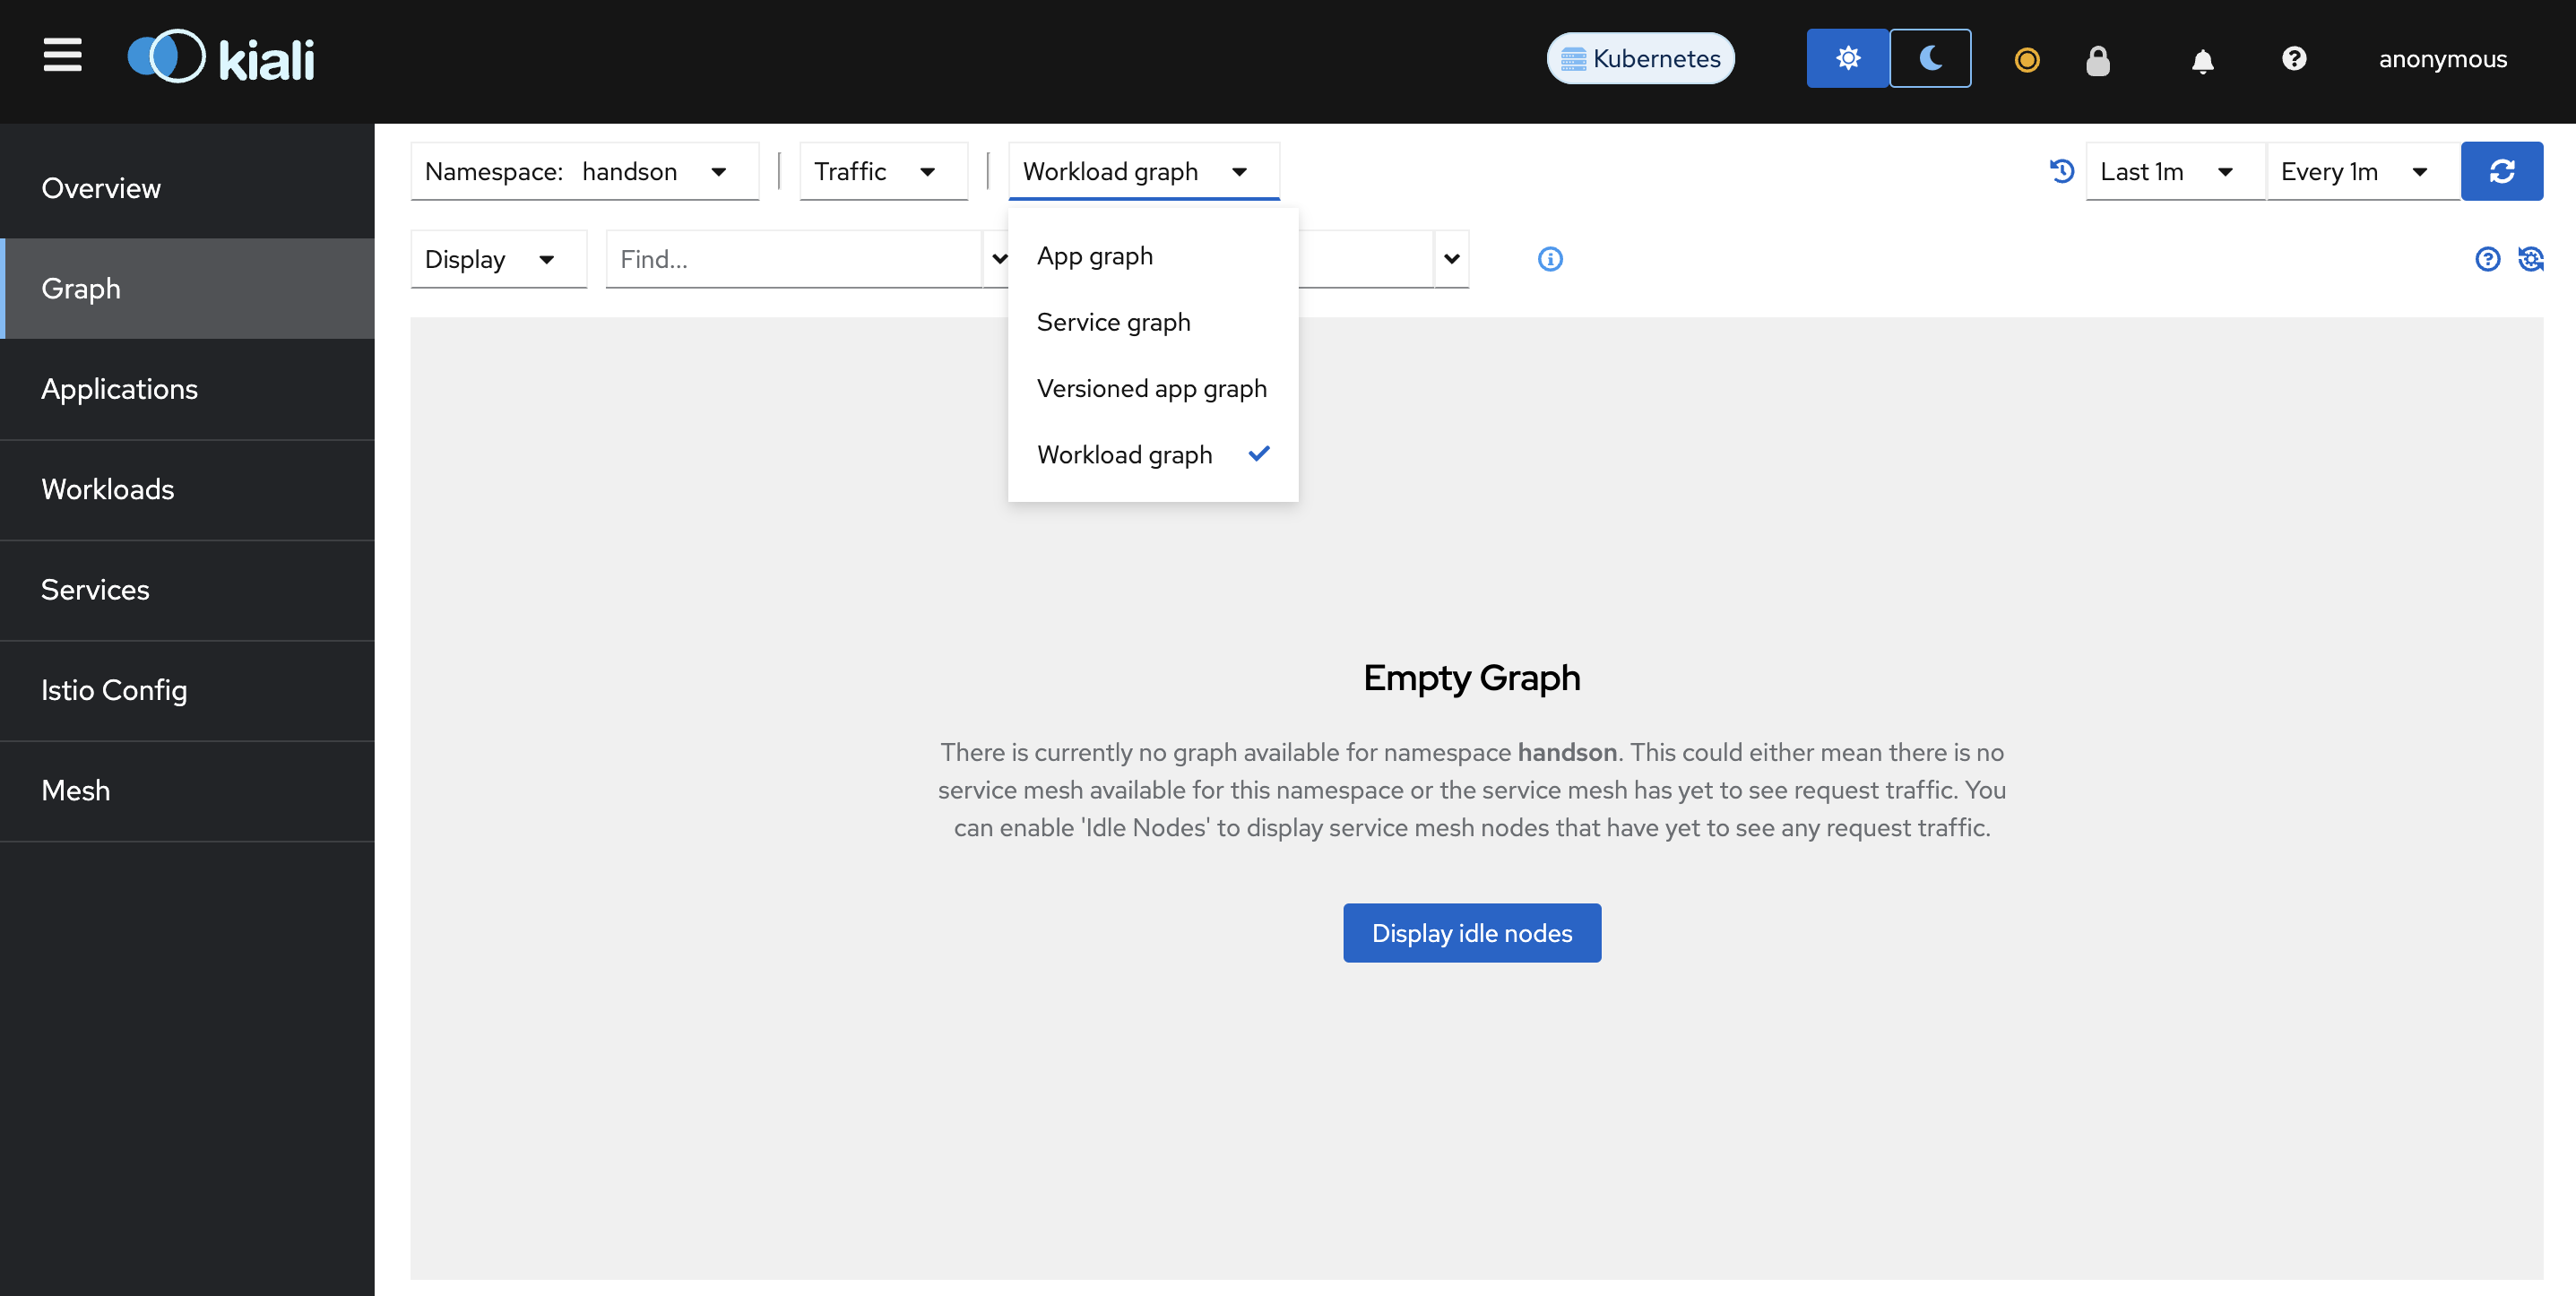 kiali
Kubernetes
anonymous
Overview
Graph
Applications
Workloads
Services
Istio Config
Mesh
Namespace: handson
Traffic
Workload graph
Last 1m
Every 1m
Display
Find...
App graph
Service graph
Versioned app graph
Workload graph
Empty Graph
There is currently no graph available for namespace handson. This could either mean there is no
service mesh available for this namespace or the service mesh has yet to see request traffic. You
can enable 'Idle Nodes' to display service mesh nodes that have yet to see any request traffic.
Display idle nodes